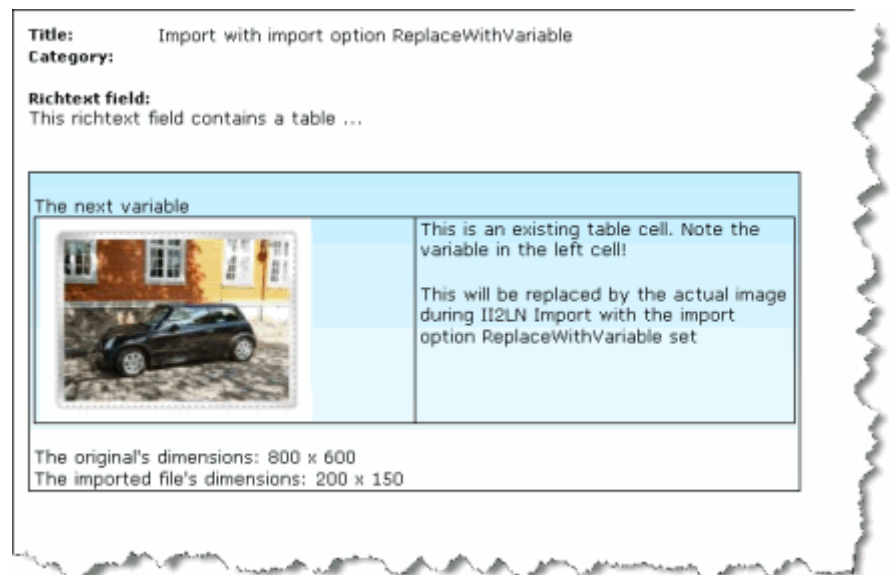 Title: Import with import option ReplaceWithVariable
Category:
Richtext field:
This richtext field contains a table ...
The next variable
This is an existing table cell. Note the
variable in the left cell!
This will be replaced by the actual image
during II2LN Import with the import
option ReplaceWithVariable set
The original's dimensions: 800 x 600
The imported file's dimensions: 200 x 150